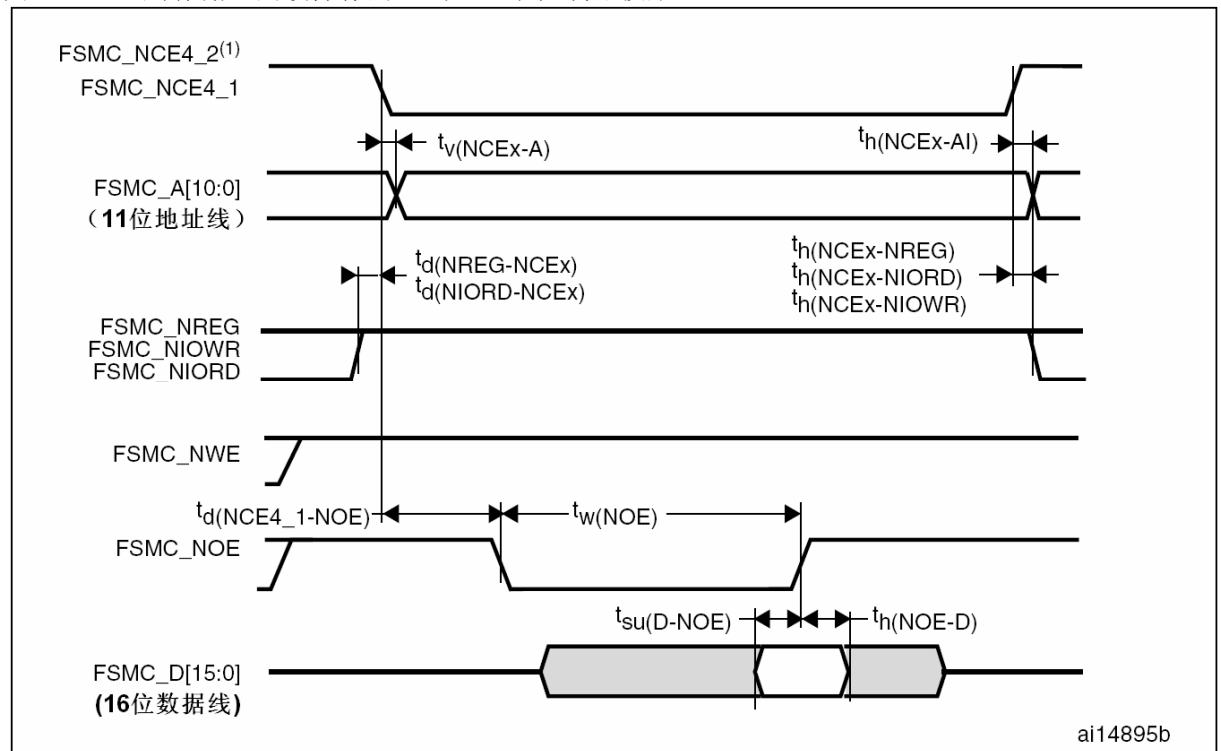 FSMC_NCE4_2(1)
FSMC_NCE4_1
tv(NCEx-A)
th(NCEx-AI)
FSMC_A[10:0]
（11位地址线）
td(NREG-NCEx)
td(NIORD-NCEx)
th(NCEx-NREG)
th(NCEx-NIORD)
th(NCEx-NIOWR)
FSMC_NREG
FSMC_NIOWR
FSMC_NIORD
FSMC_NWE
td(NCE4_1-NOE)
tw(NOE)
FSMC_NOE
tsu(D-NOE)
th(NOE-D)
FSMC_D[15:0]
(16位数据线)
ai14895b